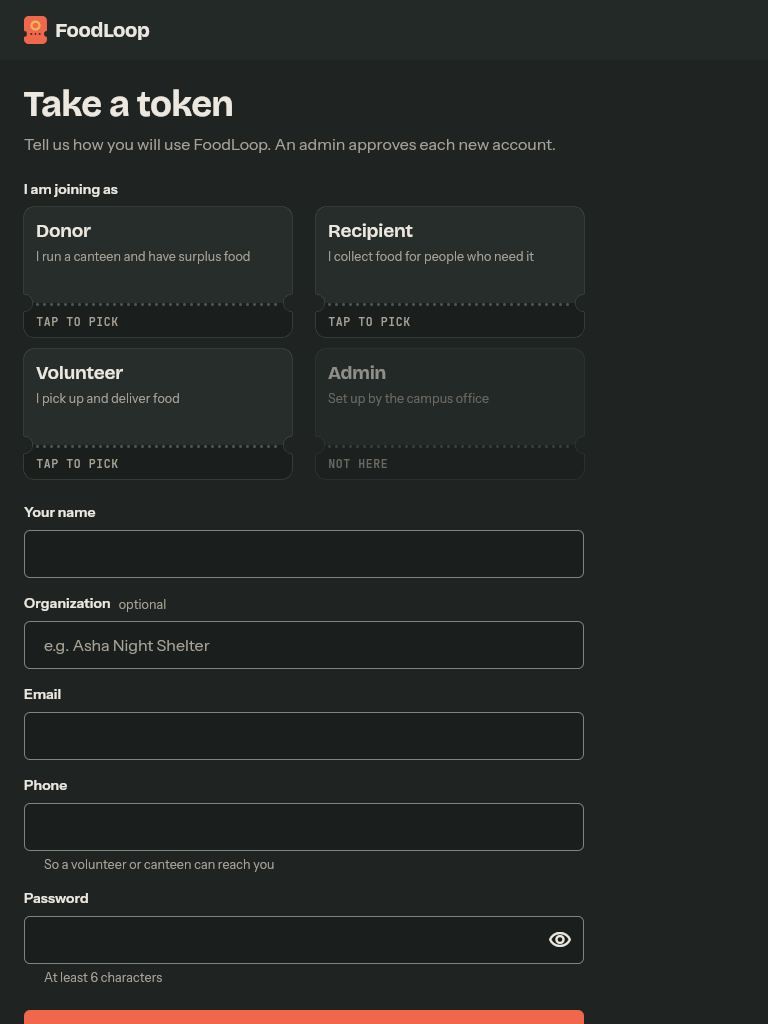 FoodLoop
Take a token
Tell us how you will use FoodLoop. An admin approves each new account.
I am joining as
Donor
I run a canteen and have surplus food
TAP TO PICK
Recipient
I collect food for people who need it
TAP TO PICK
Volunteer
I pick up and deliver food
TAP TO PICK
Admin
Set up by the campus office
NOT HERE
Your name
Organization optional
e.g. Asha Night Shelter
Email
Phone
So a volunteer or canteen can reach you
Password
At least 6 characters